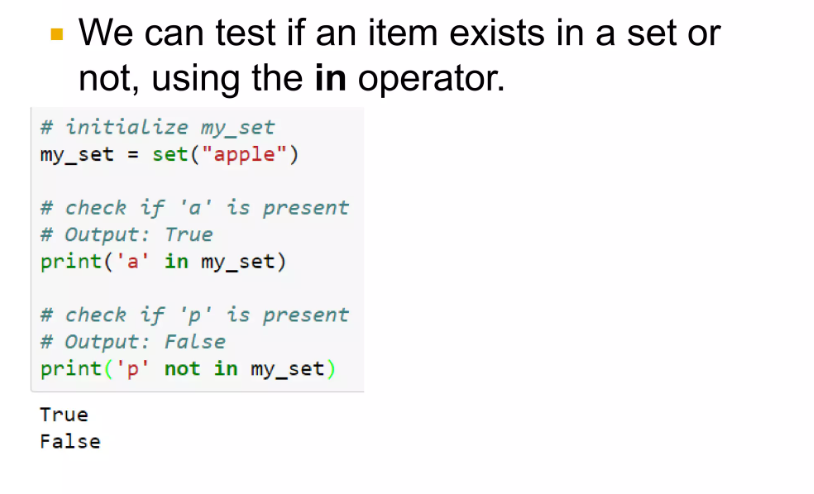 We can test if an item exists in a set or
not, using the in operator.
# initialize my_set
my_set = set("apple")
# check if 'a' is present
# Output: True
print('a' in my_set)
# check if 'p' is present
# Output: False
print('p' not in my_set)
True
False